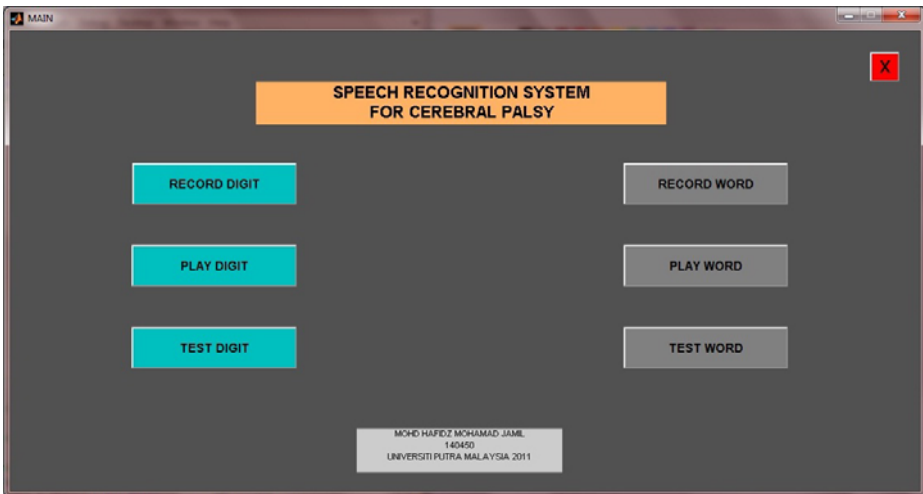 MAIN
X
SPEECH RECOGNITION SYSTEM
FOR CEREBRAL PALSY
RECORD DIGIT
RECORD WORD
PLAY DIGIT
PLAY WORD
TEST DIGIT
TEST WORD
MOHD HAFIDZ MOHAMAD JAMIL
140450
UNIVERSITI PUTRA MALAYSIA 2011